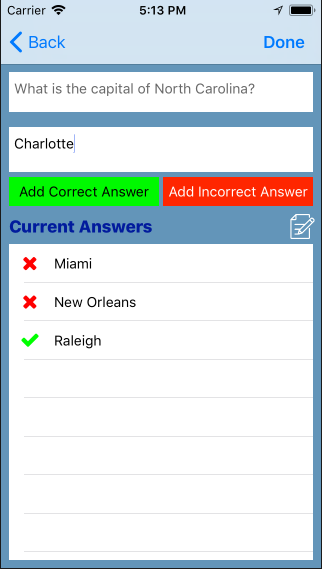 Carrier 5:13 PM
Back Done
What is the capital of North Carolina?
Charlotte
Add Correct Answer Add Incorrect Answer
Current Answers
Miami
New Orleans
Raleigh